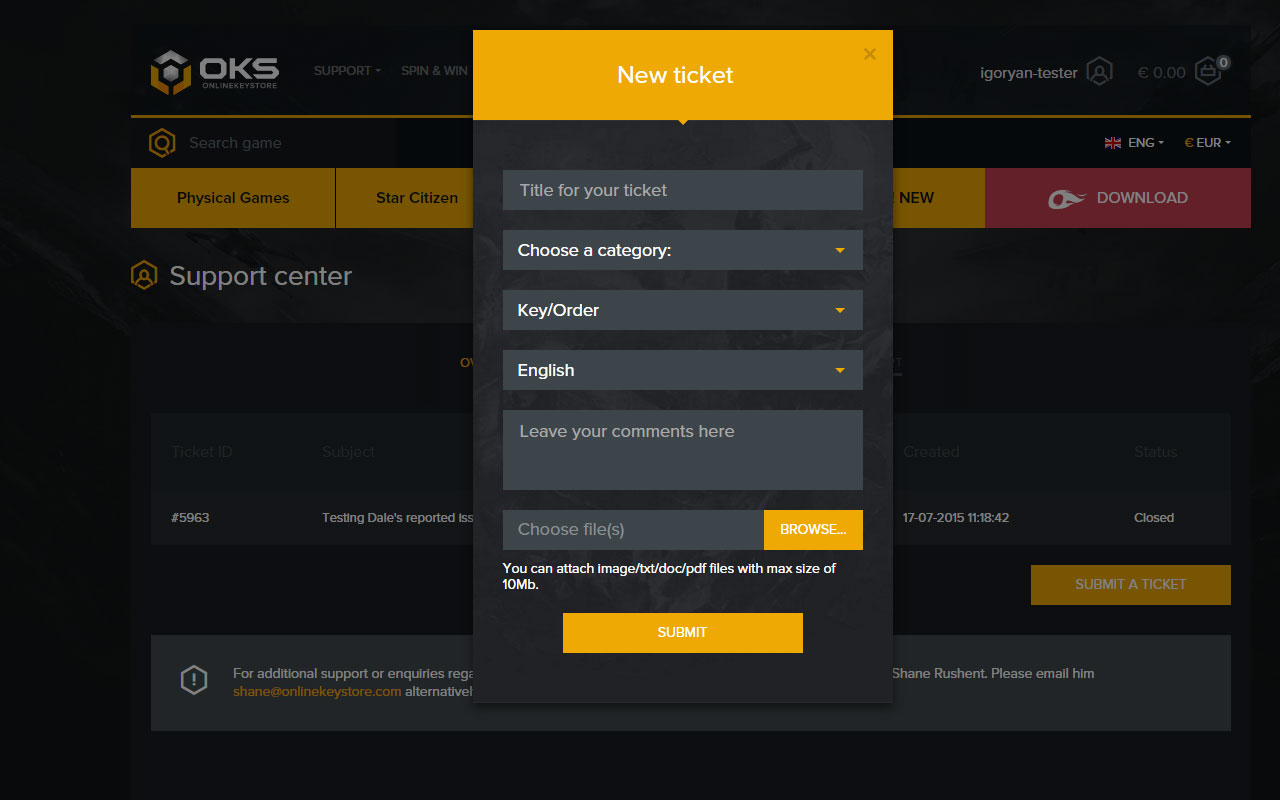 OKS
ONLINEKEYSTORE
SUPPORT
SPIN & WIN
New ticket
×
igoryan-tester
€ 0.00
0
Search game
ENG
€ EUR
Physical Games
Star Citizen
NEW
DOWNLOAD
Support center
Title for your ticket
Choose a category:
Key/Order
English
Leave your comments here
Ticket ID
Subject
Created
Status
#5963
Testing Dale's reported iss
17-07-2015 11:18:42
Closed
Choose file(s)
BROWSE...
You can attach image/txt/doc/pdf files with max size of
10Mb.
SUBMIT
SUBMIT A TICKET
For additional support or enquiries rega
Shane Rushent. Please email him
shane@onlinekeystore.com alternatively